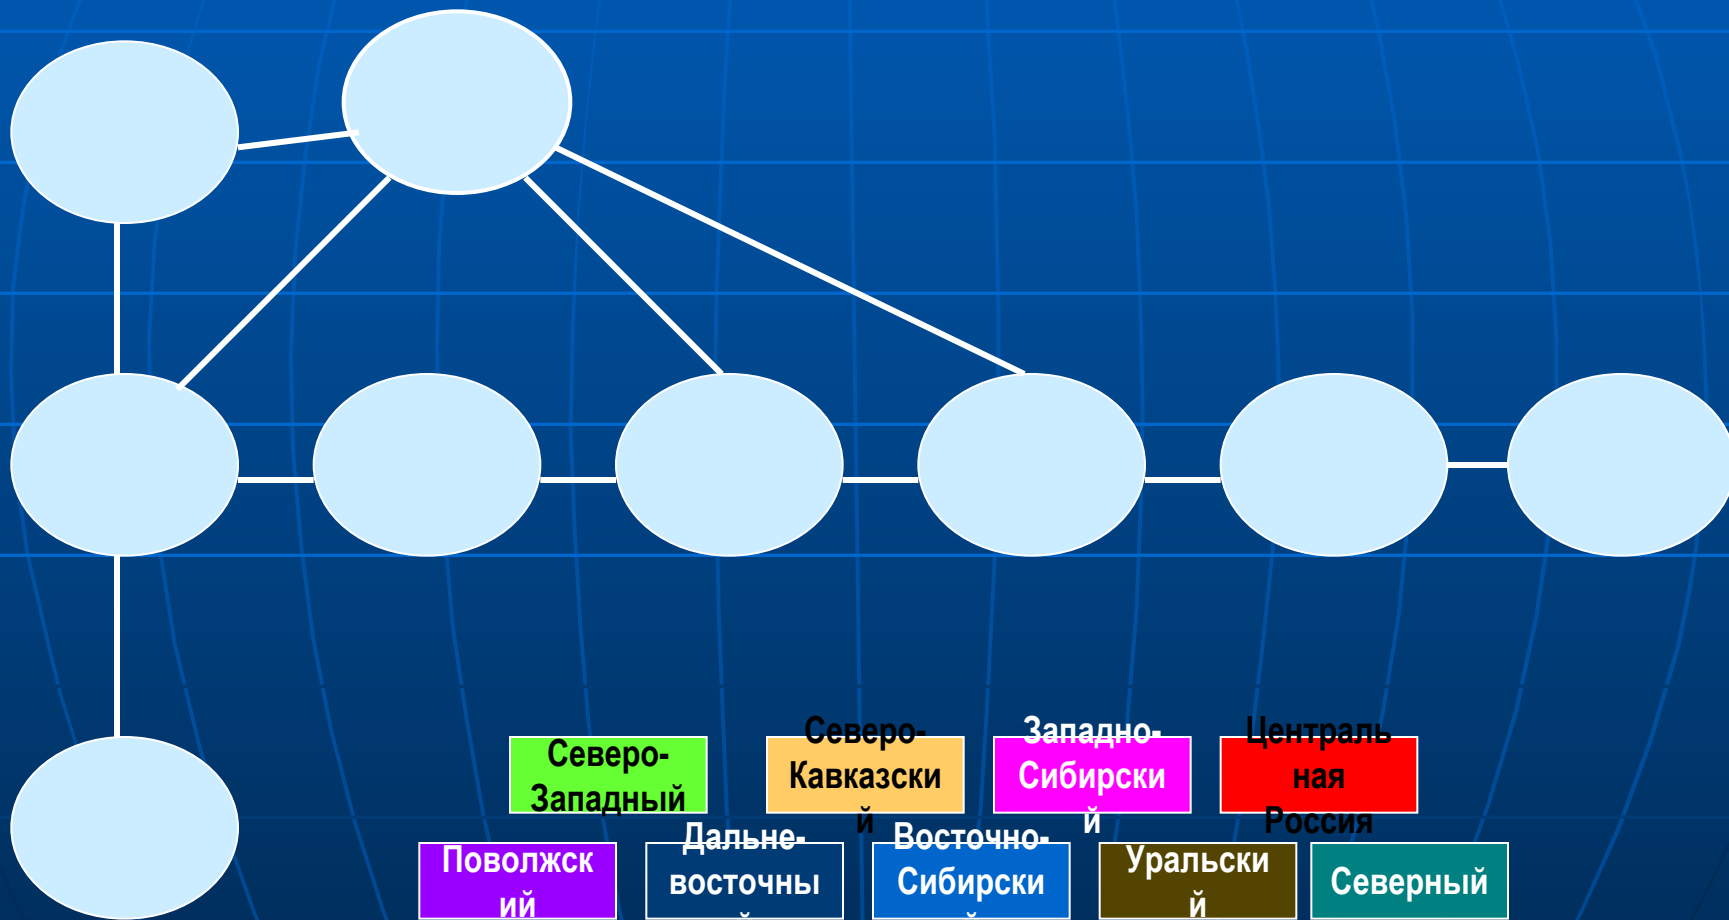 Северо-
Западный
Северо-
Кавказски
й
Западно-
Сибирски
й
Централь
ная
Россия
Поволжск
ий
Дальне-
восточны
й
Восточно-
Сибирски
й
Уральски
й
Северный